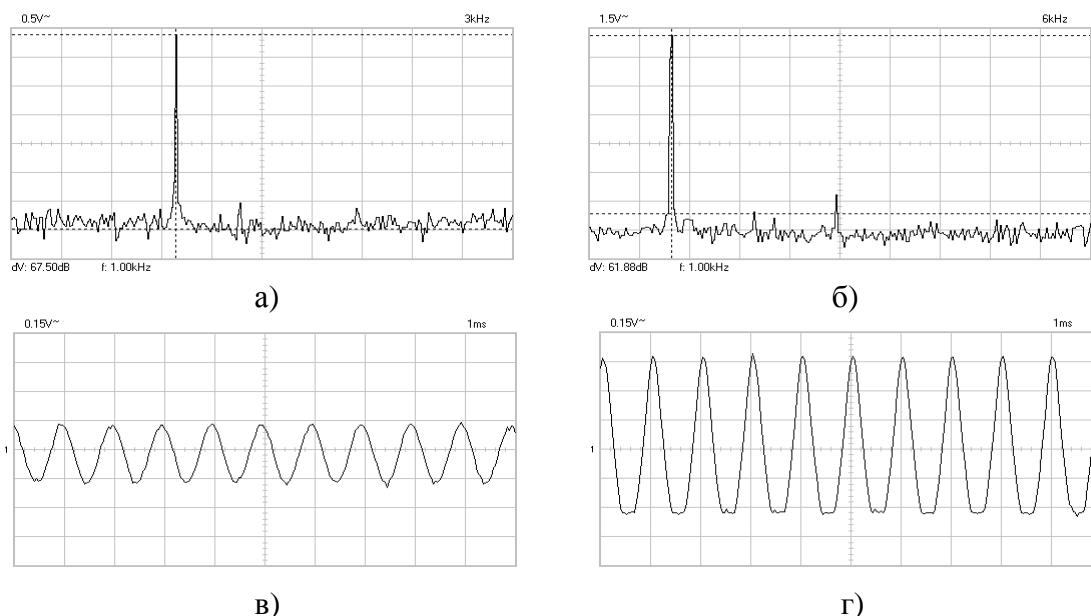 0.5V~ 3kHz
1.5V~ 6kHz
dV: 67.50dB f: 1.00kHz
dV: 61.88dB f: 1.00kHz
а)
б)
0.15V~ 1ms
0.15V~ 1ms
1
1
в)
г)